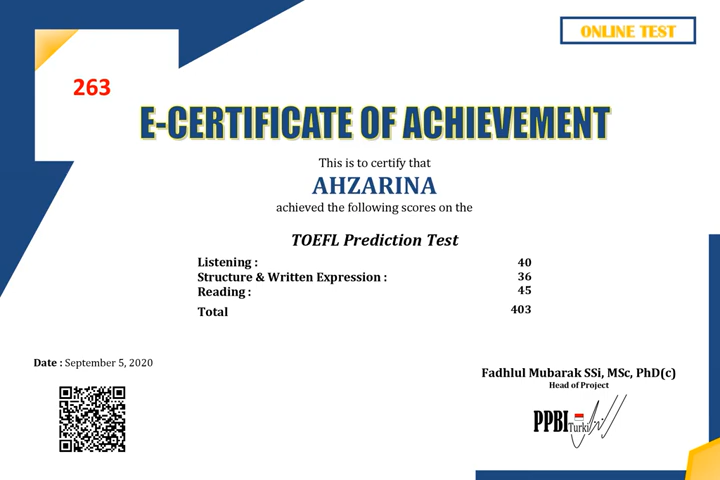 ONLINE TEST
263
E-CERTIFICATE OF ACHIEVEMENT
This is to certify that
AHZARINA
achieved the following scores on the
TOEFL Prediction Test
Listening : 40
Structure & Written Expression : 36
Reading : 45
Total 403
Date : September 5, 2020
Fadhlul Mubarak SSi, MSc, PhD(c)
Head of Project
PPBI Turki